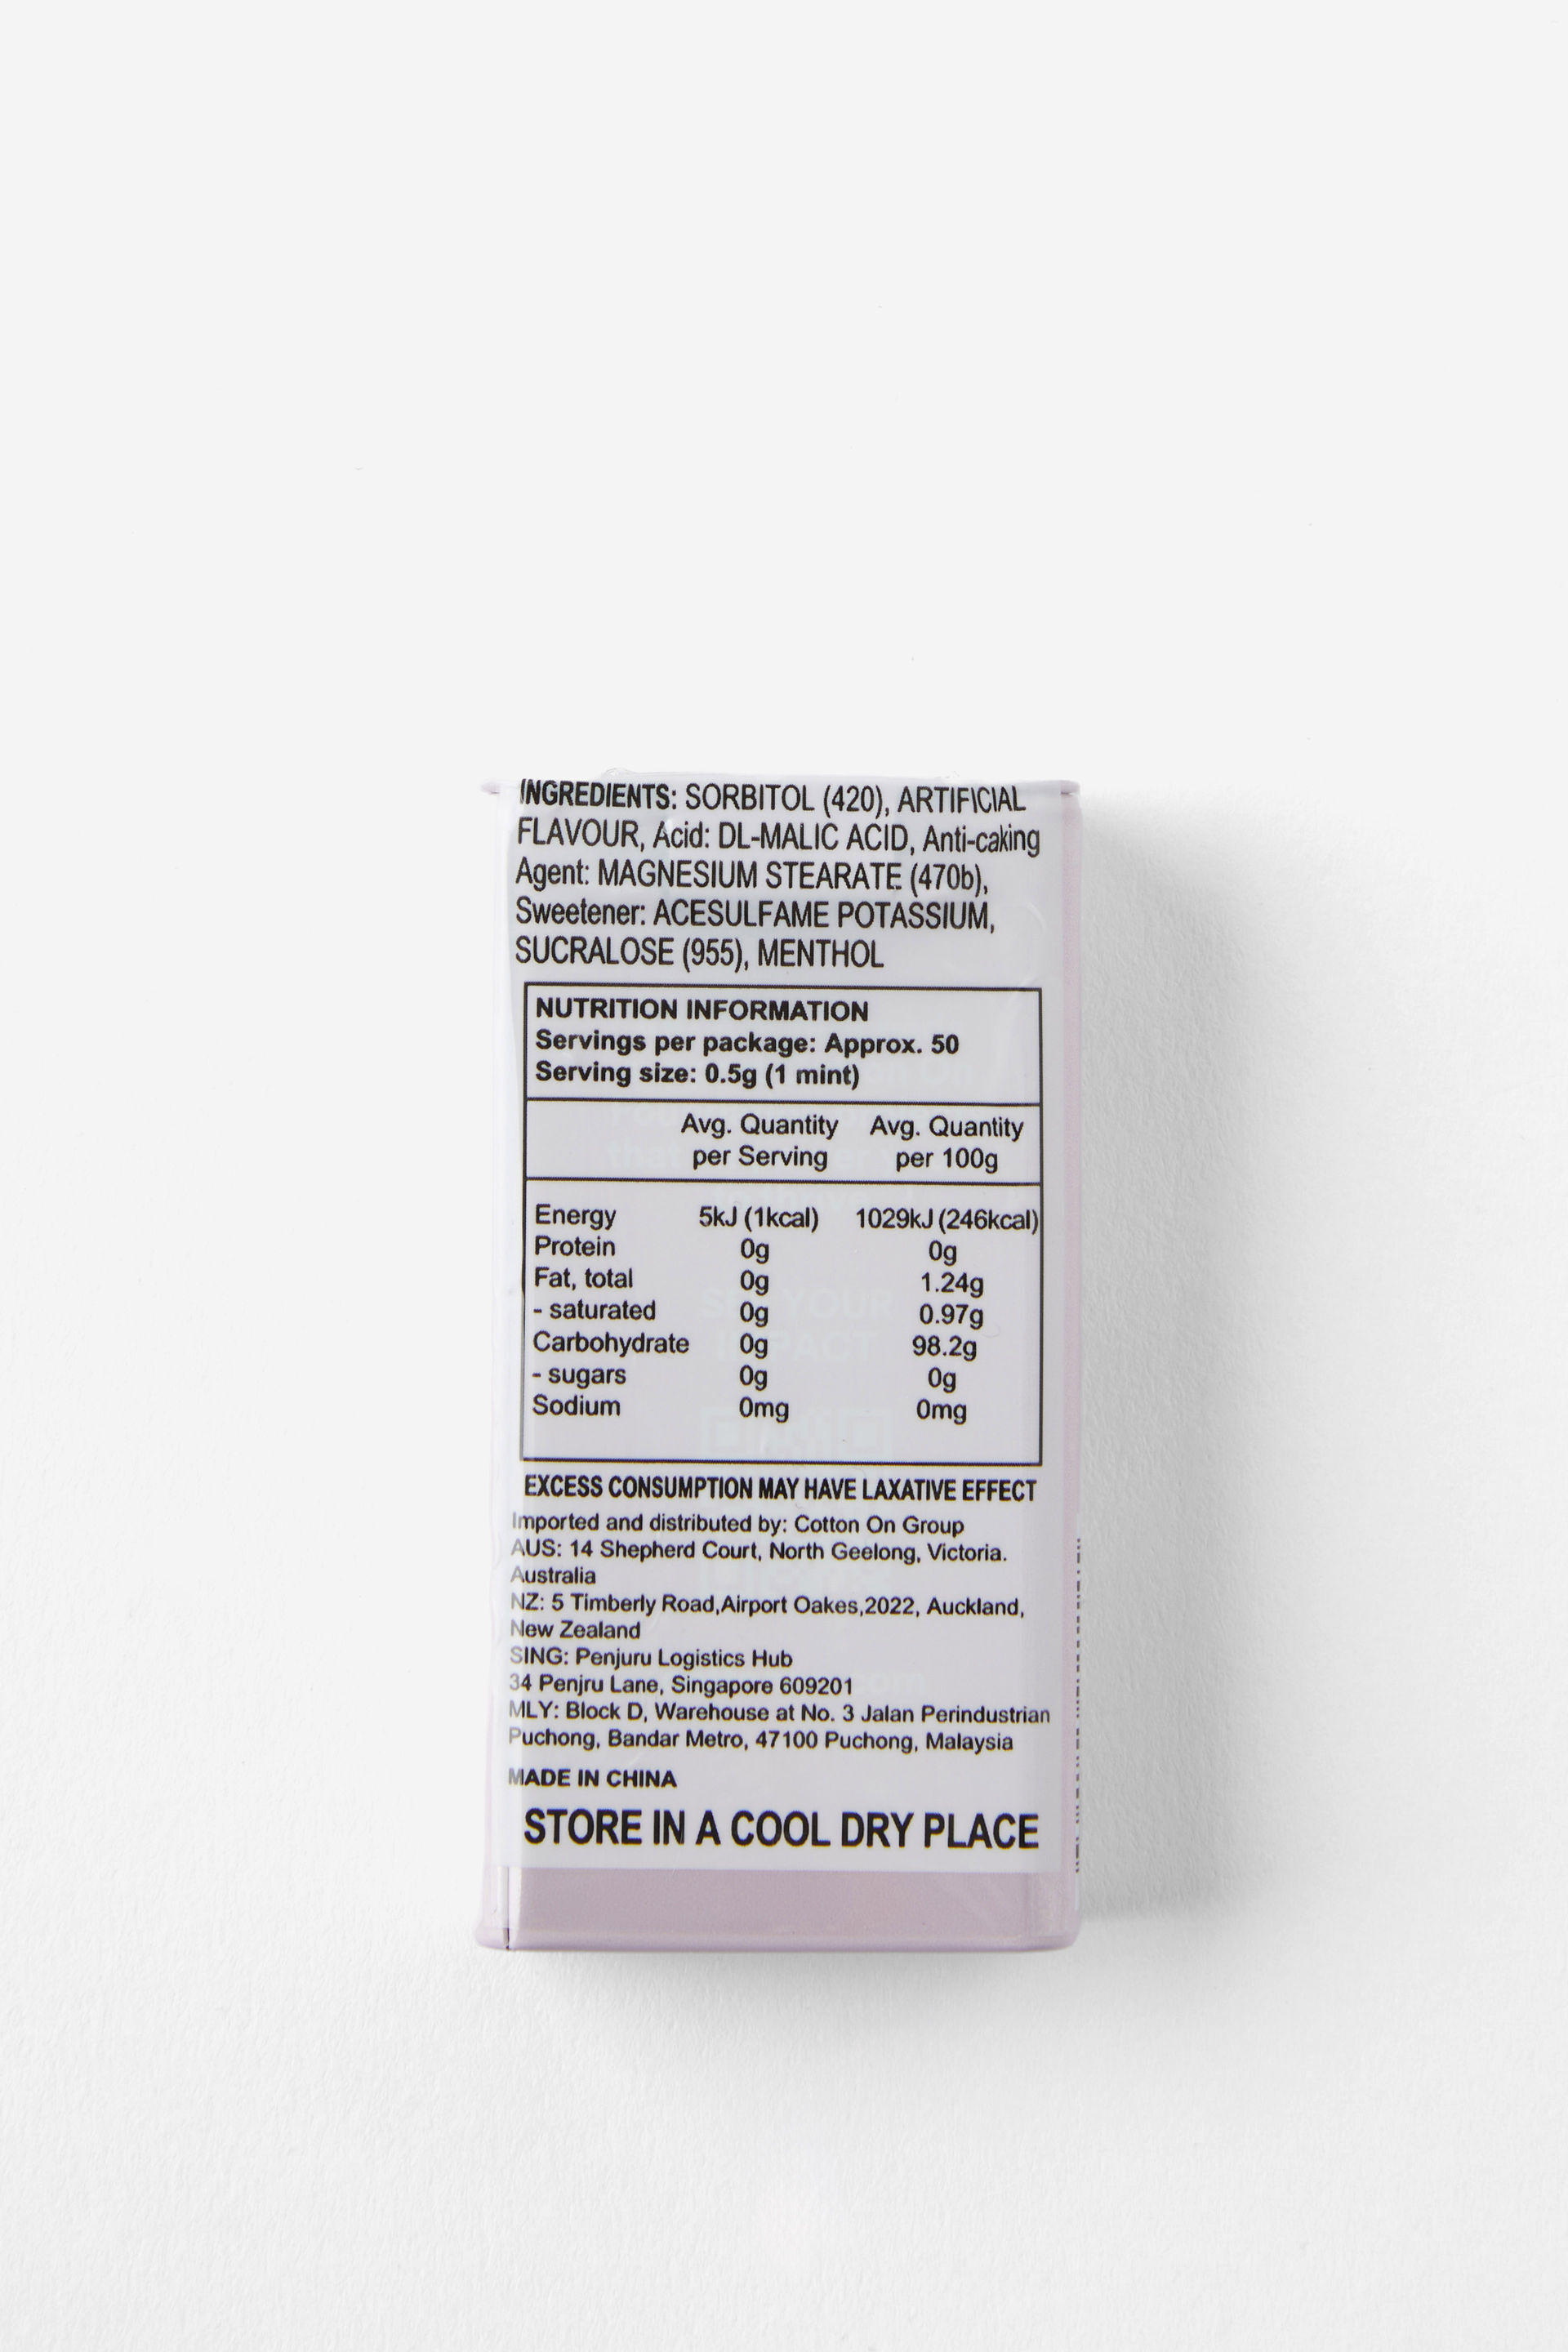 INGREDIENTS: SORBITOL (420), ARTIFICIAL
FLAVOUR, Acid: DL-MALIC ACID, Anti-caking
Agent: MAGNESIUM STEARATE (470b),
Sweetener: ACESULFAME POTASSIUM,
SUCRALOSE (955), MENTHOL
NUTRITION INFORMATION
Servings per package: Approx. 50
Serving size: 0.5g (1 mint)
Avg. Quantity Avg. Quantity
per Serving per 100g
Energy 5kJ (1kcal) 1029kJ (246kcal)
Protein 0g 0g
Fat, total 0g 1.24g
- saturated 0g 0.97g
Carbohydrate 0g 98.2g
- sugars 0g 0g
Sodium 0mg 0mg
EXCESS CONSUMPTION MAY HAVE LAXATIVE EFFECT
Imported and distributed by: Cotton On Group
AUS: 14 Shepherd Court, North Geelong, Victoria.
Australia
NZ: 5 Timberly Road,Airport Oakes,2022, Auckland,
New Zealand
SING: Penjuru Logistics Hub
34 Penjru Lane, Singapore 609201
MLY: Block D, Warehouse at No. 3 Jalan Perindustrian
Puchong, Bandar Metro, 47100 Puchong, Malaysia
MADE IN CHINA
STORE IN A COOL DRY PLACE